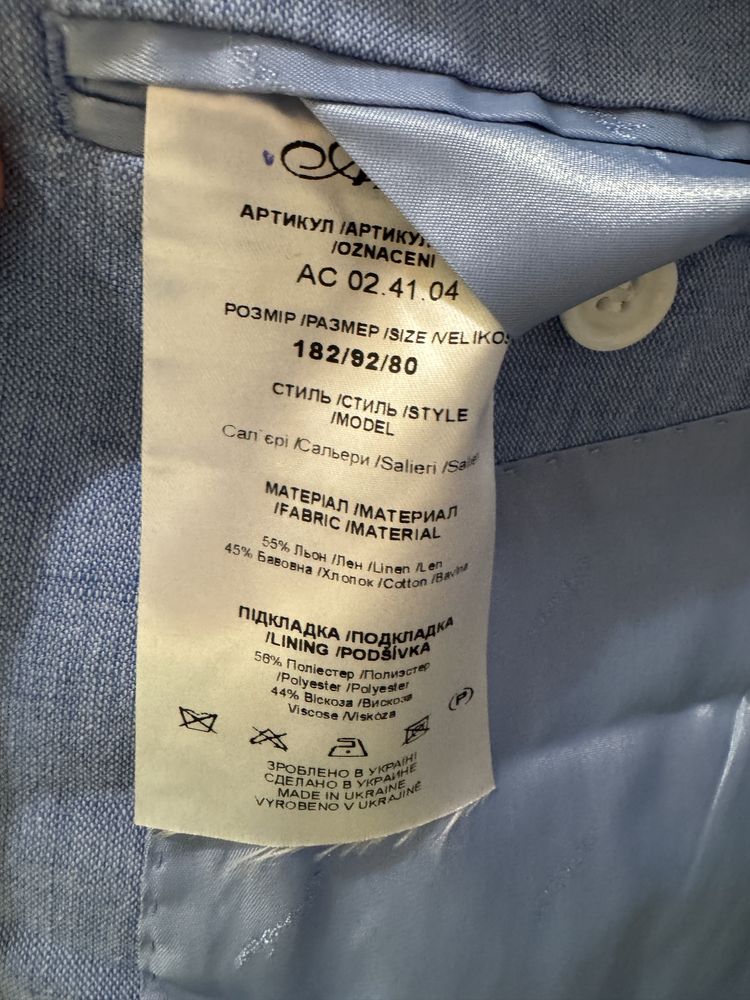 АРТИКУЛ /АРТИКУЛ
/OZNACENI
АС 02.41.04
РОЗМІР /РАЗМЕР /SIZE /VELIKOS
182/92/80
СТИЛЬ /СТИЛЬ /STYLE
/MODEL
Сал`єрі /Сальери /Salieri /Salie
МАТЕРІАЛ /МАТЕРИАЛ
/FABRIC /MATERIAL
55% Льон /Лен /Linen /Len
45% Бавовна /Хлопок /Cotton /Bavlna
ПІДКЛАДКА /ПОДКЛАДКА
/LINING /PODŠÍVKA
56% Поліестер /Полиэстер
/Polyester /Polyester
44% Віскоза /Вискоза
Viscose /Viskóza
P
ЗРОБЛЕНО В УКРАЇНІ
СДЕЛАНО В УКРАИНЕ
MADE IN UKRAINE
VYROBENO V UKRAJINĚ